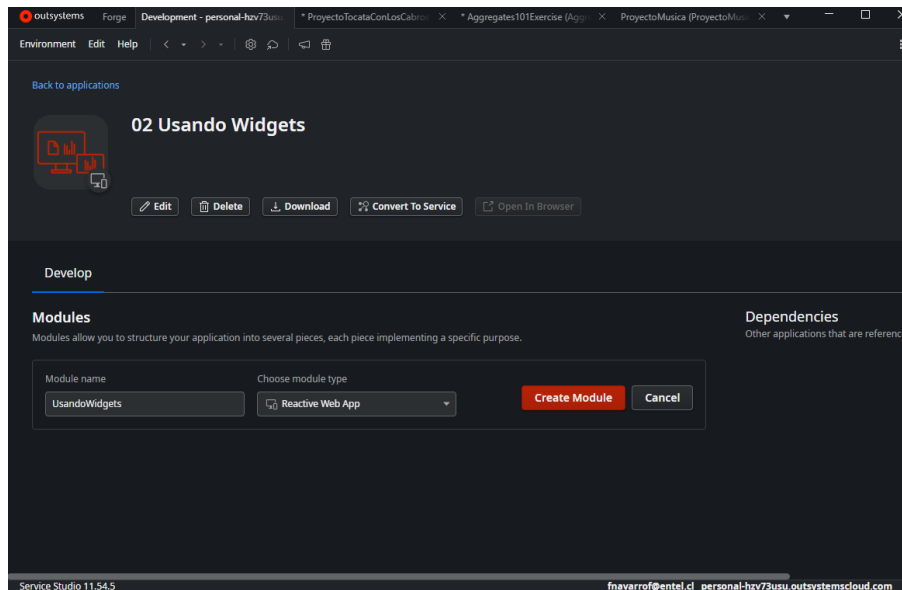 outsystems Forge Development - personal-hzv73usu * ProyectoTocataConLosCabros * Aggregates101Exercise (Aggre ProyectoMusica (ProyectoMusic
Environment Edit Help
Back to applications
02 Usando Widgets
Edit Delete Download Convert To Service Open In Browser
Develop
Modules
Modules allow you to structure your application into several pieces, each piece implementing a specific purpose.
Dependencies
Other applications that are referenc
Module name
Choose module type
UsandoWidgets
Reactive Web App
Create Module
Cancel
Service Studio 11.54.5
fnavarrof@entel.cl personal-hzv73usu.outsystemscloud.com